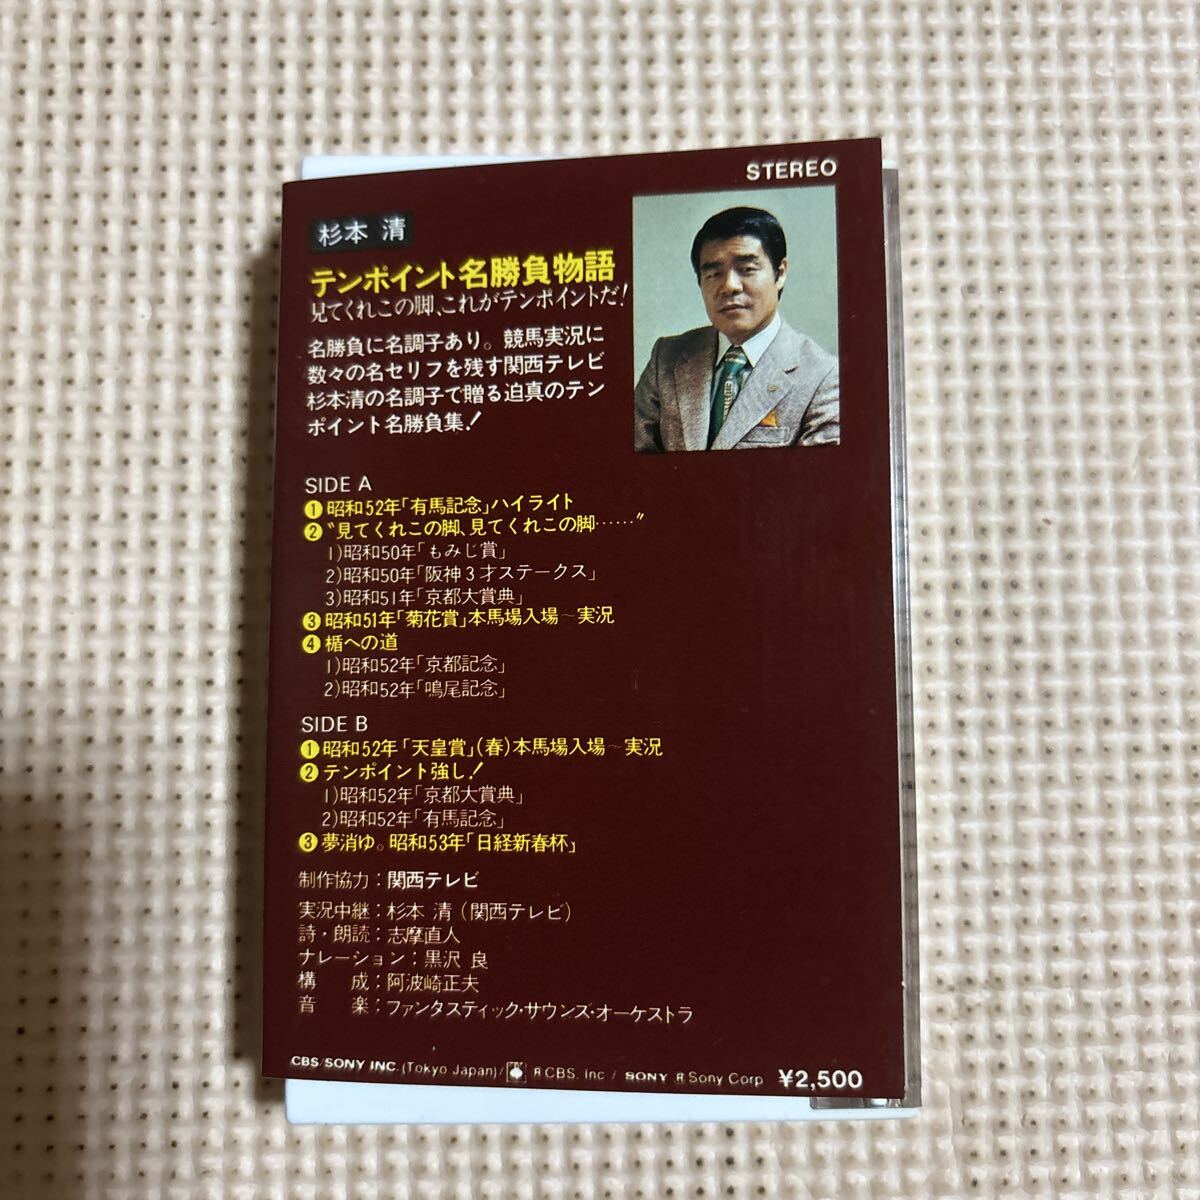 STEREO
杉本 清
テンポイント名勝負物語
見てくれこの脚、これがテンポイントだ!
名勝負に名調子あり。競馬実況に
数々の名セリフを残す関西テレビ
杉本清の名調子で贈る迫真のテン
ポイント名勝負集!
SIDE A
❶昭和52年「有馬記念」ハイライト
❷"見てくれこの脚、見てくれこの脚……"
1)昭和50年「もみじ賞」
2)昭和50年「阪神3才ステークス」
3)昭和51年「京都大賞典」
❸昭和51年「菊花賞」本馬場入場〜実況
❹楯への道
1)昭和52年「京都記念」
2)昭和52年「鳴尾記念」
SIDE B
❶昭和52年「天皇賞」(春)本馬場入場〜実況
❷テンポイント強し!
1)昭和52年「京都大賞典」
2)昭和52年「有馬記念」
❸夢消ゆ。昭和53年「日経新春杯」
制作協力:関西テレビ
実況中継:杉本 清(関西テレビ)
詩・朗読:志摩直人
ナレーション:黒沢 良
構　　成:阿波崎正夫
音　　楽:ファンタスティック・サウンズ・オーケストラ
CBS/SONY INC.(Tokyo Japan)/ R CBS. Inc / SONY R Sony Corp ¥2,500